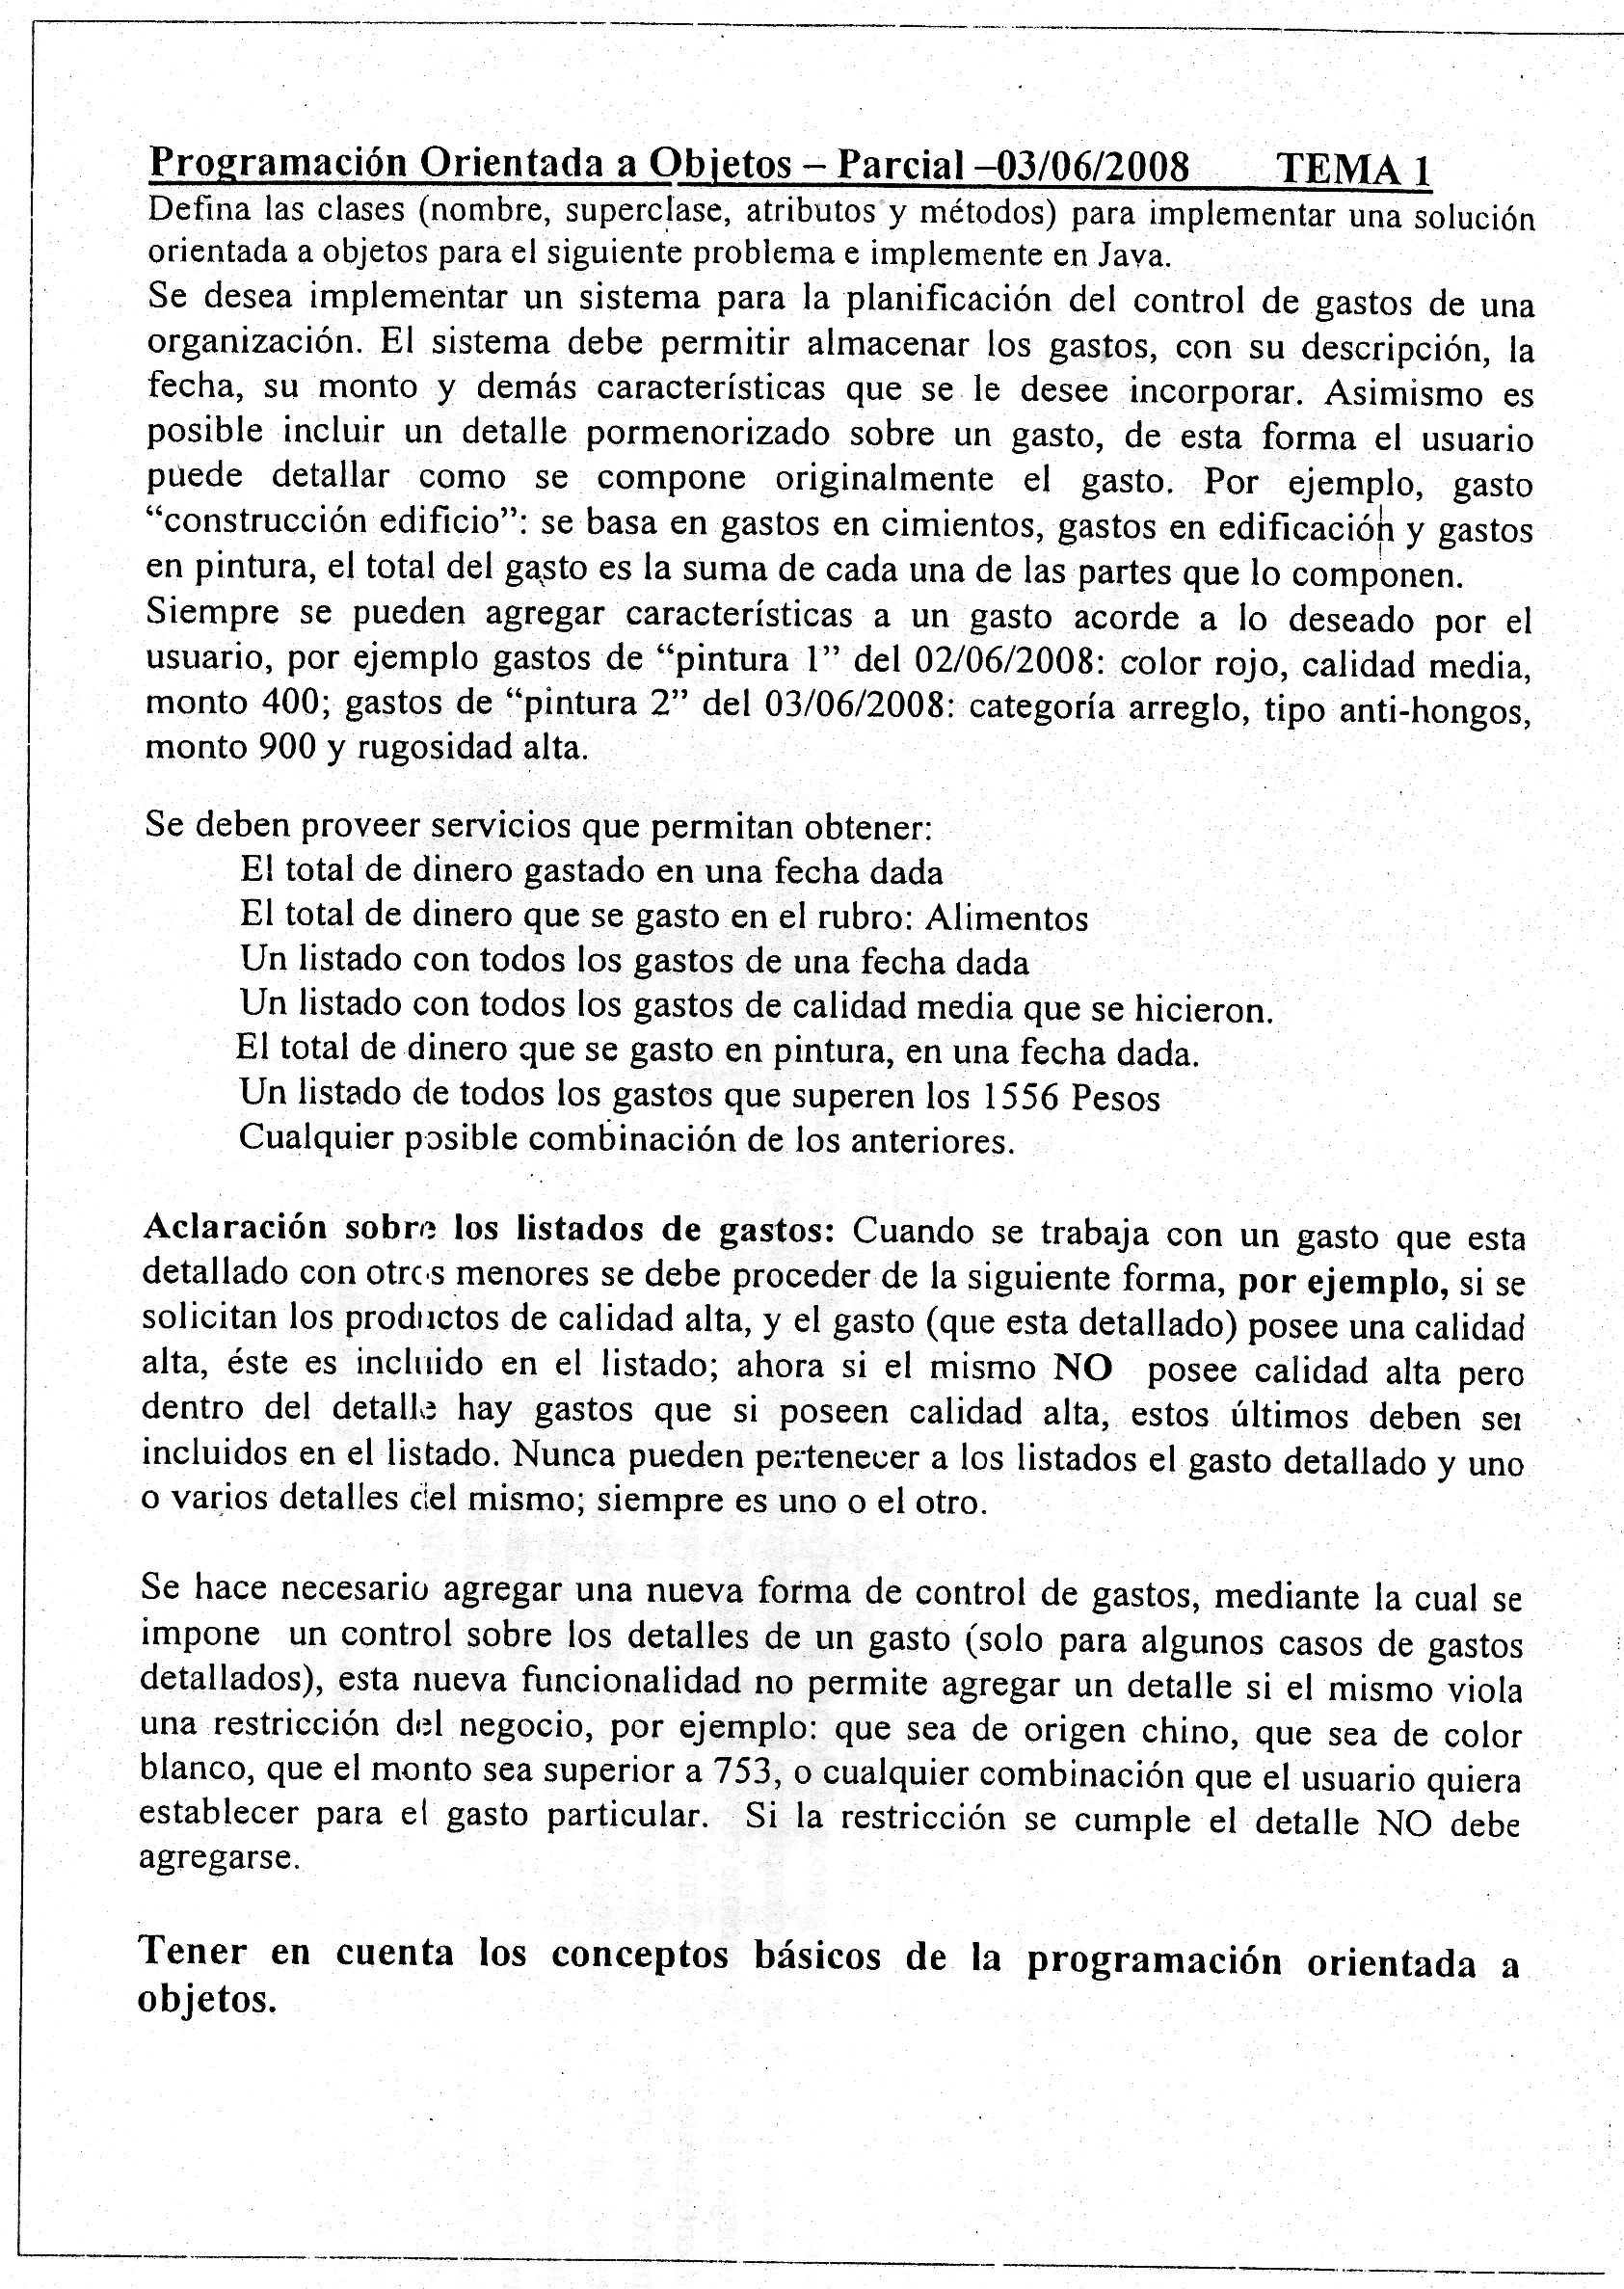 Programación Orientada a Objetos – Parcial –03/06/2008 TEMA 1
Defina las clases (nombre, superclase, atributos y métodos) para implementar una solución
orientada a objetos para el siguiente problema e implemente en Java.
Se desea implementar un sistema para la planificación del control de gastos de una
organización. El sistema debe permitir almacenar los gastos, con su descripción, la
fecha, su monto y demás características que se le desee incorporar. Asimismo es
posible incluir un detalle pormenorizado sobre un gasto, de esta forma el usuario
puede detallar como se compone originalmente el gasto. Por ejemplo, gasto
“construcción edificio”: se basa en gastos en cimientos, gastos en edificación y gastos
en pintura, el total del gasto es la suma de cada una de las partes que lo componen.
Siempre se pueden agregar características a un gasto acorde a lo deseado por el
usuario, por ejemplo gastos de “pintura 1” del 02/06/2008: color rojo, calidad media,
monto 400; gastos de “pintura 2” del 03/06/2008: categoría arreglo, tipo anti-hongos,
monto 900 y rugosidad alta.
Se deben proveer servicios que permitan obtener:
El total de dinero gastado en una fecha dada
El total de dinero que se gasto en el rubro: Alimentos
Un listado con todos los gastos de una fecha dada
Un listado con todos los gastos de calidad media que se hicieron.
El total de dinero que se gasto en pintura, en una fecha dada.
Un listado de todos los gastos que superen los 1556 Pesos
Cualquier posible combinación de los anteriores.
Aclaración sobre los listados de gastos: Cuando se trabaja con un gasto que esta
detallado con otros menores se debe proceder de la siguiente forma, por ejemplo, si se
solicitan los productos de calidad alta, y el gasto (que esta detallado) posee una calidad
alta, éste es incluido en el listado; ahora si el mismo NO posee calidad alta pero
dentro del detalle hay gastos que si poseen calidad alta, estos últimos deben ser
incluidos en el listado. Nunca pueden pertenecer a los listados el gasto detallado y uno
o varios detalles del mismo; siempre es uno o el otro.
Se hace necesario agregar una nueva forma de control de gastos, mediante la cual se
impone un control sobre los detalles de un gasto (solo para algunos casos de gastos
detallados), esta nueva funcionalidad no permite agregar un detalle si el mismo viola
una restricción del negocio, por ejemplo: que sea de origen chino, que sea de color
blanco, que el monto sea superior a 753, o cualquier combinación que el usuario quiera
establecer para el gasto particular. Si la restricción se cumple el detalle NO debe
agregarse.
Tener en cuenta los conceptos básicos de la programación orientada a
objetos.